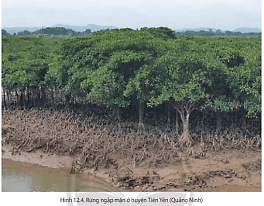 Hình 12.4. Rừng ngập mặn ở huyện Tiên Yên (Quảng Ninh)